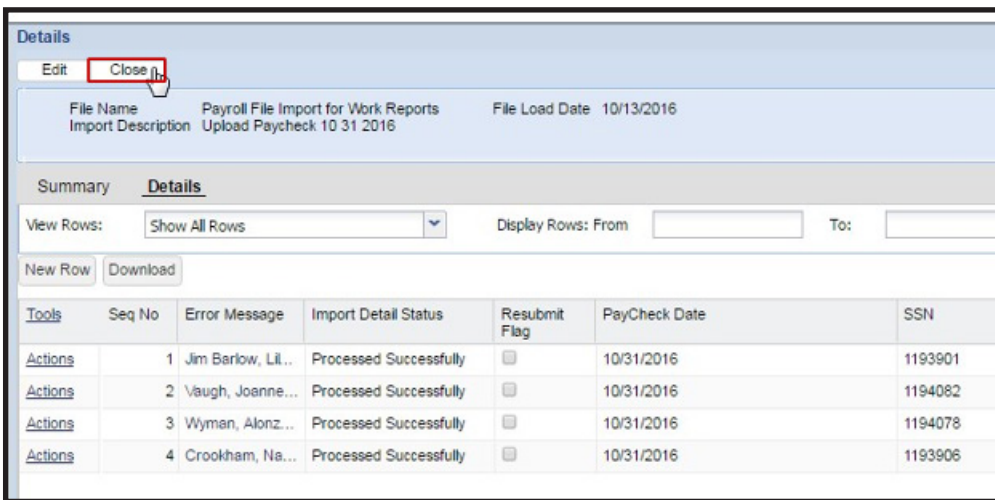 Details
Edit Close
File Name Payroll File Import for Work Reports File Load Date 10/13/2016
Import Description Upload Paycheck 10 31 2016
Summary Details
View Rows: Show All Rows Display Rows: From To:
New Row Download
Tools Seq No Error Message Import Detail Status Resubmit Flag PayCheck Date SSN
Actions 1 Jim Barlow, Lil... Processed Successfully 10/31/2016 1193901
Actions 2 Vaugh, Joanne... Processed Successfully 10/31/2016 1194082
Actions 3 Wyman, Alonz... Processed Successfully 10/31/2016 1194078
Actions 4 Crookham, Na... Processed Successfully 10/31/2016 1193906